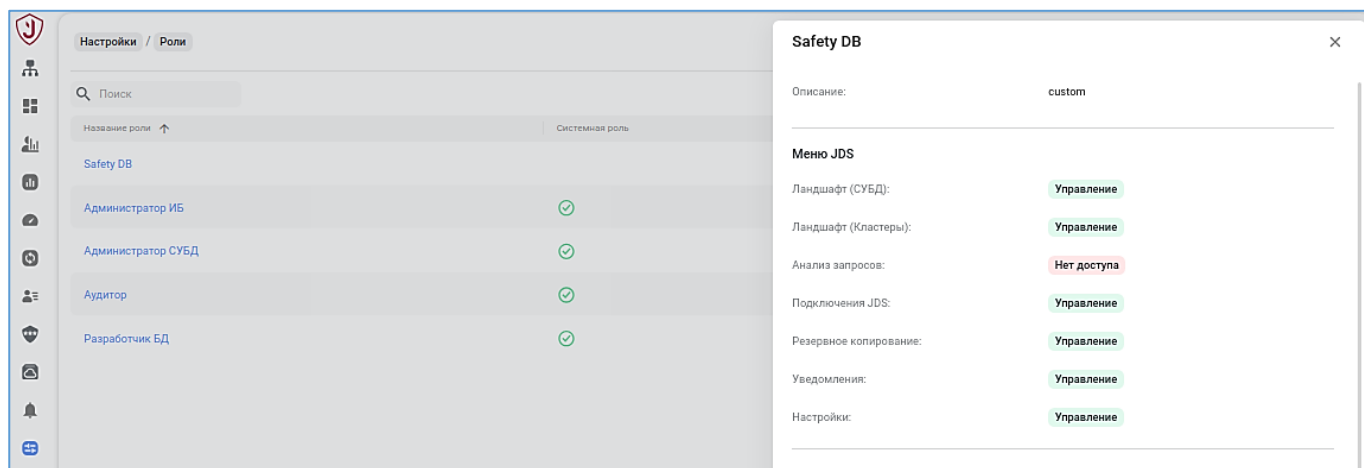 Настройки / Роли
Поиск
Название роли Системная роль
Safety DB
Администратор ИБ
Администратор СУБД
Аудитор
Разработчик БД
Safety DB
Описание: custom
Меню JDS
Ландшафт (СУБД): Управление
Ландшафт (Кластеры): Управление
Анализ запросов: Нет доступа
Подключения JDS: Управление
Резервное копирование: Управление
Уведомления: Управление
Настройки: Управление